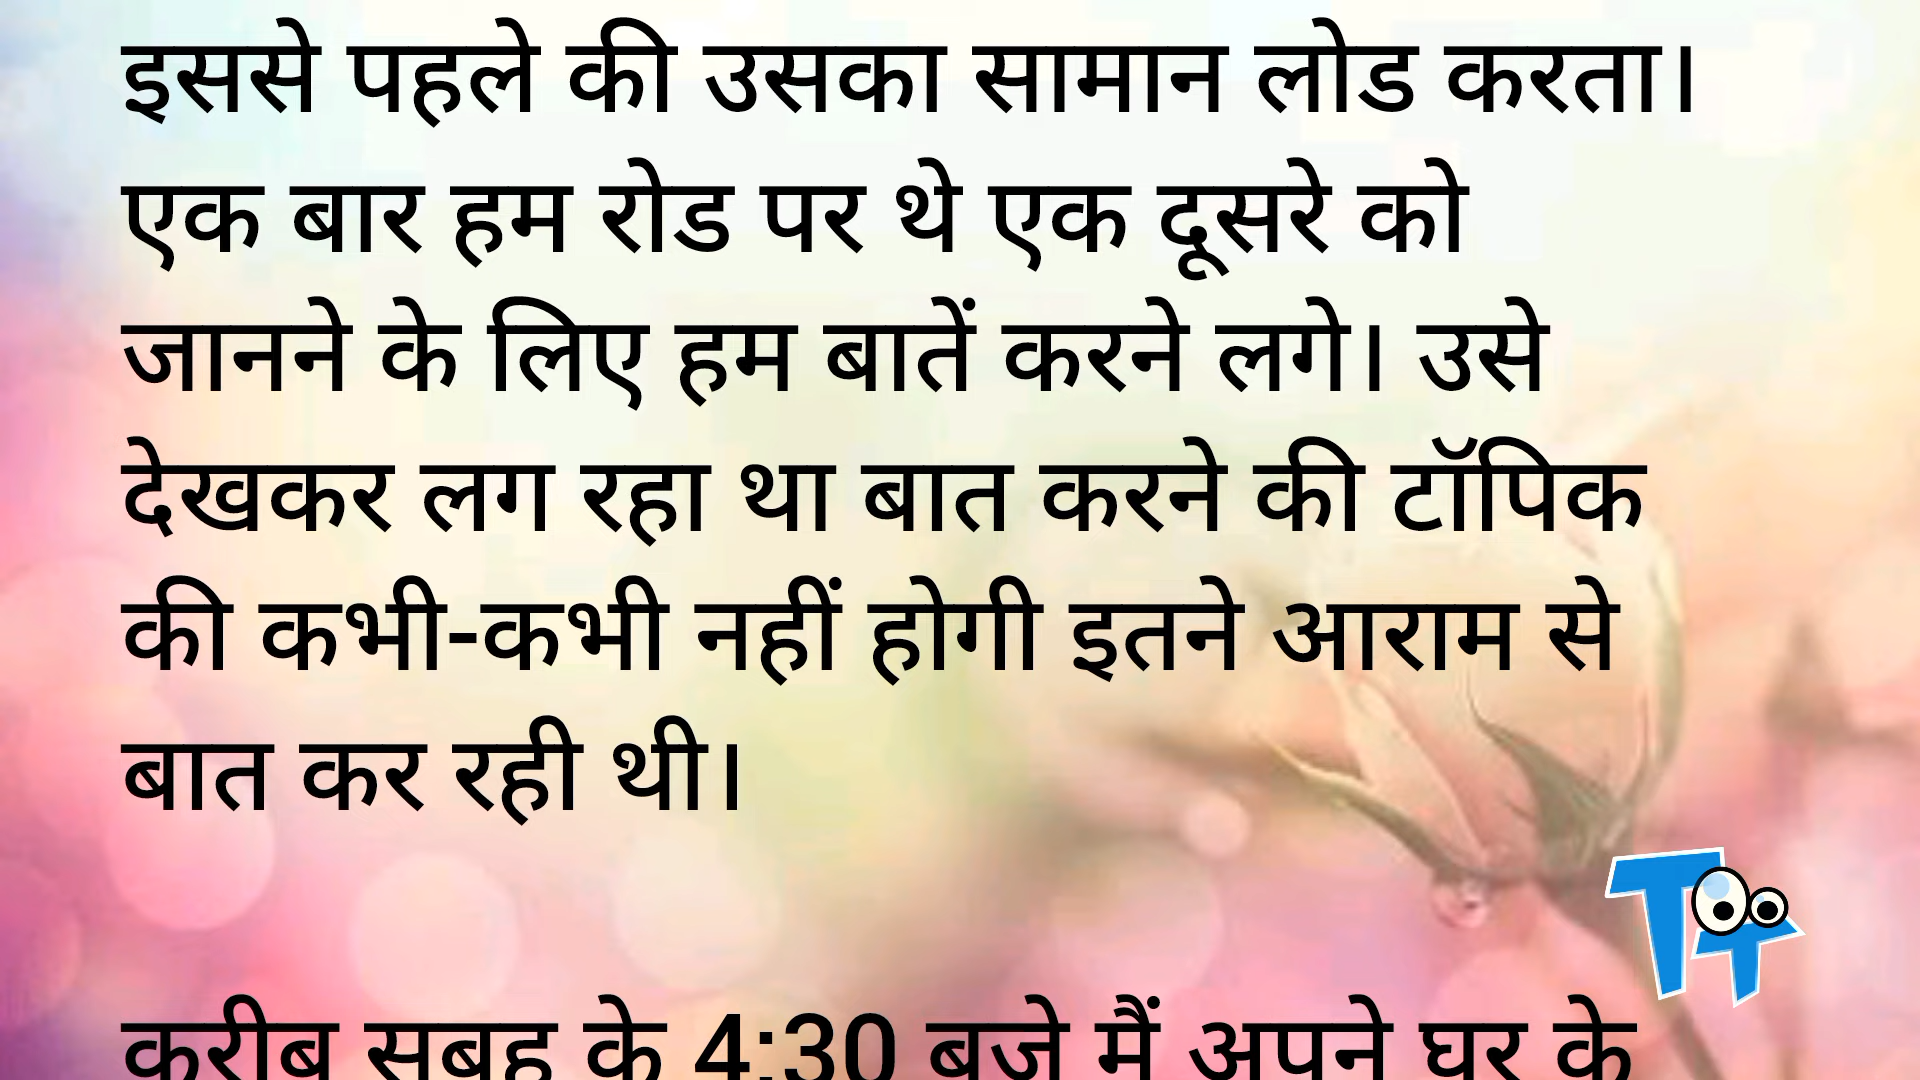 इससे पहले की उसका सामान लोड करता।
एक बार हम रोड पर थे एक दूसरे को
जानने के लिए हम बातें करने लगे। उसे
देखकर लग रहा था बात करने की टॉपिक
की कभी-कभी नहीं होगी इतने आराम से
बात कर रही थी।
TT
करीब सुबह के 4:30 बजे मैं अपने घर के